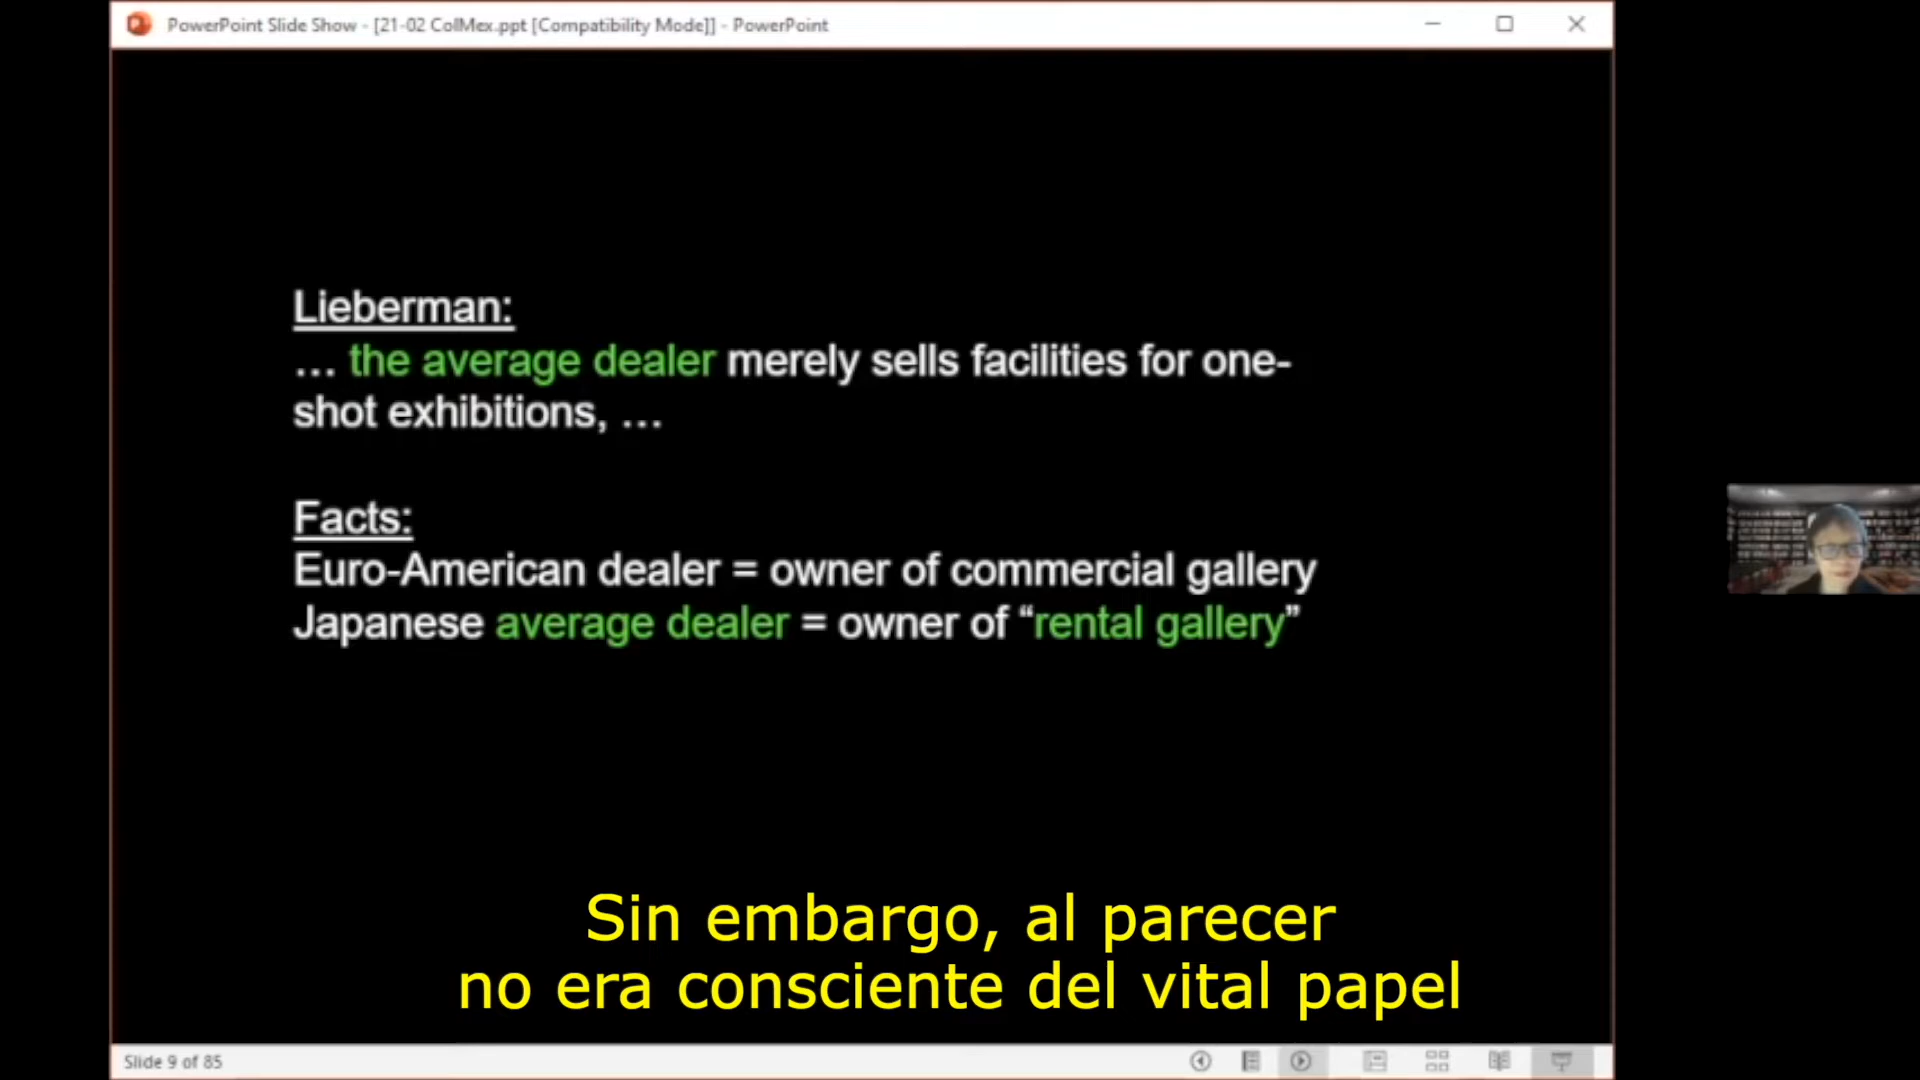 PowerPoint Slide Show - [21-02 ColMex.ppt [Compatibility Mode]] - PowerPoint
Lieberman:
… the average dealer merely sells facilities for one-
shot exhibitions, …
Facts:
Euro-American dealer = owner of commercial gallery
Japanese average dealer = owner of “rental gallery”
Sin embargo, al parecer
no era consciente del vital papel
Slide 9 of 85